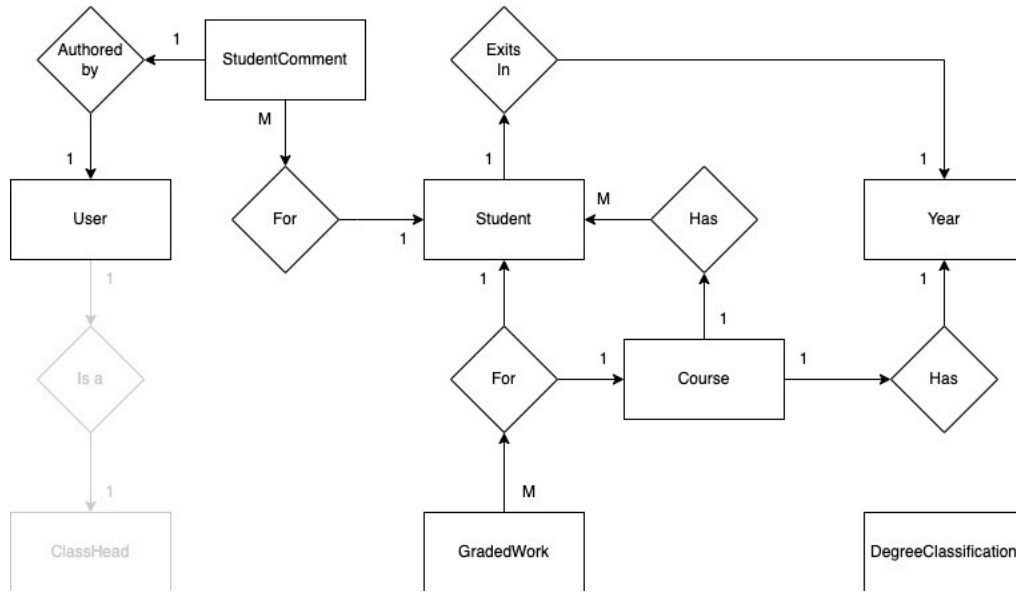 Authored
by
1
StudentComment
Exits
In
M
1
1
1
User
For
1
Student
M
Has
Year
1
1
1
1
Is a
For
1
Course
1
Has
1
M
ClassHead
GradedWork
DegreeClassification